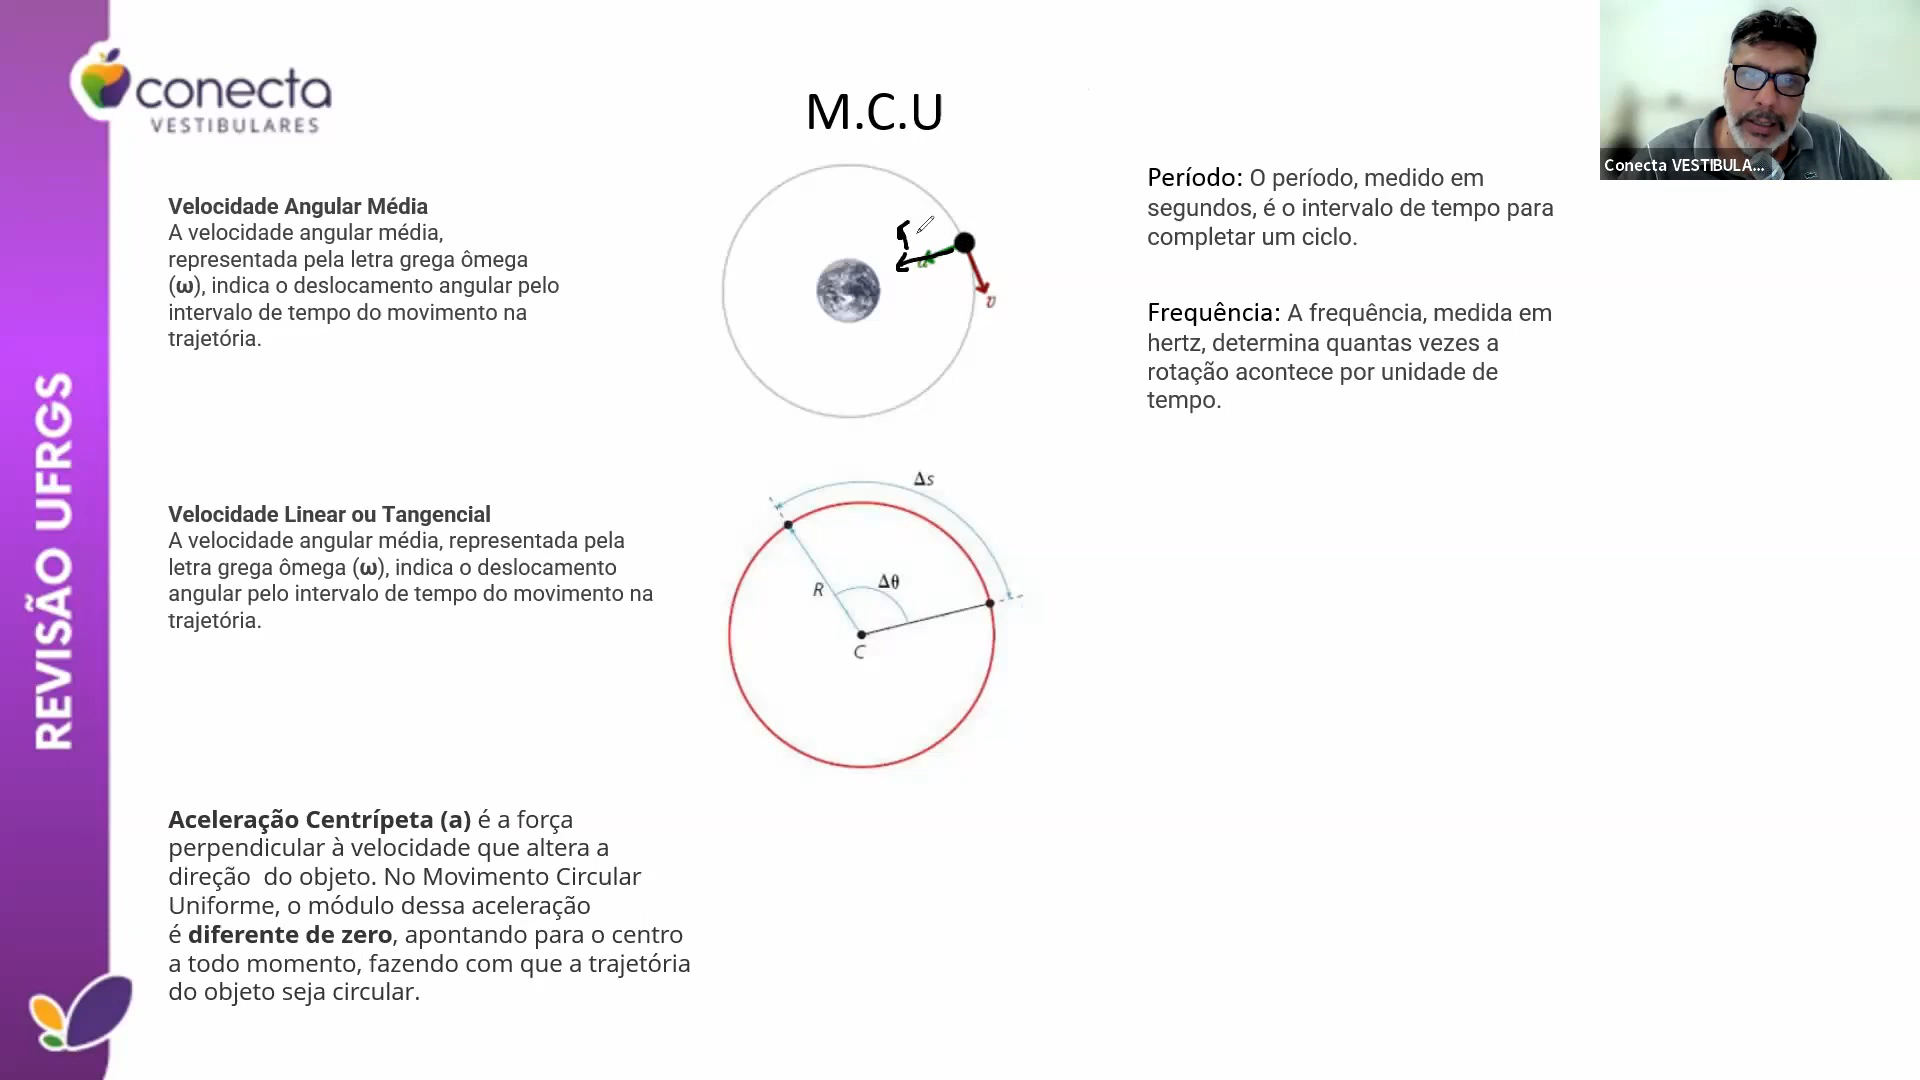 conecta
VESTIBULARES
REVISÃO UFRGS
M.C.U
Velocidade Angular Média
A velocidade angular média,
representada pela letra grega ômega
(ω), indica o deslocamento angular pelo
intervalo de tempo do movimento na
trajetória.
a
v
Período: O período, medido em
segundos, é o intervalo de tempo para
completar um ciclo.
Frequência: A frequência, medida em
hertz, determina quantas vezes a
rotação acontece por unidade de
tempo.
Conecta VESTIBULA...
Velocidade Linear ou Tangencial
A velocidade angular média, representada pela
letra grega ômega (ω), indica o deslocamento
angular pelo intervalo de tempo do movimento na
trajetória.
Δs
R
Δθ
C
Aceleração Centrípeta (a) é a força
perpendicular à velocidade que altera a
direção  do objeto. No Movimento Circular
Uniforme, o módulo dessa aceleração
é diferente de zero, apontando para o centro
a todo momento, fazendo com que a trajetória
do objeto seja circular.